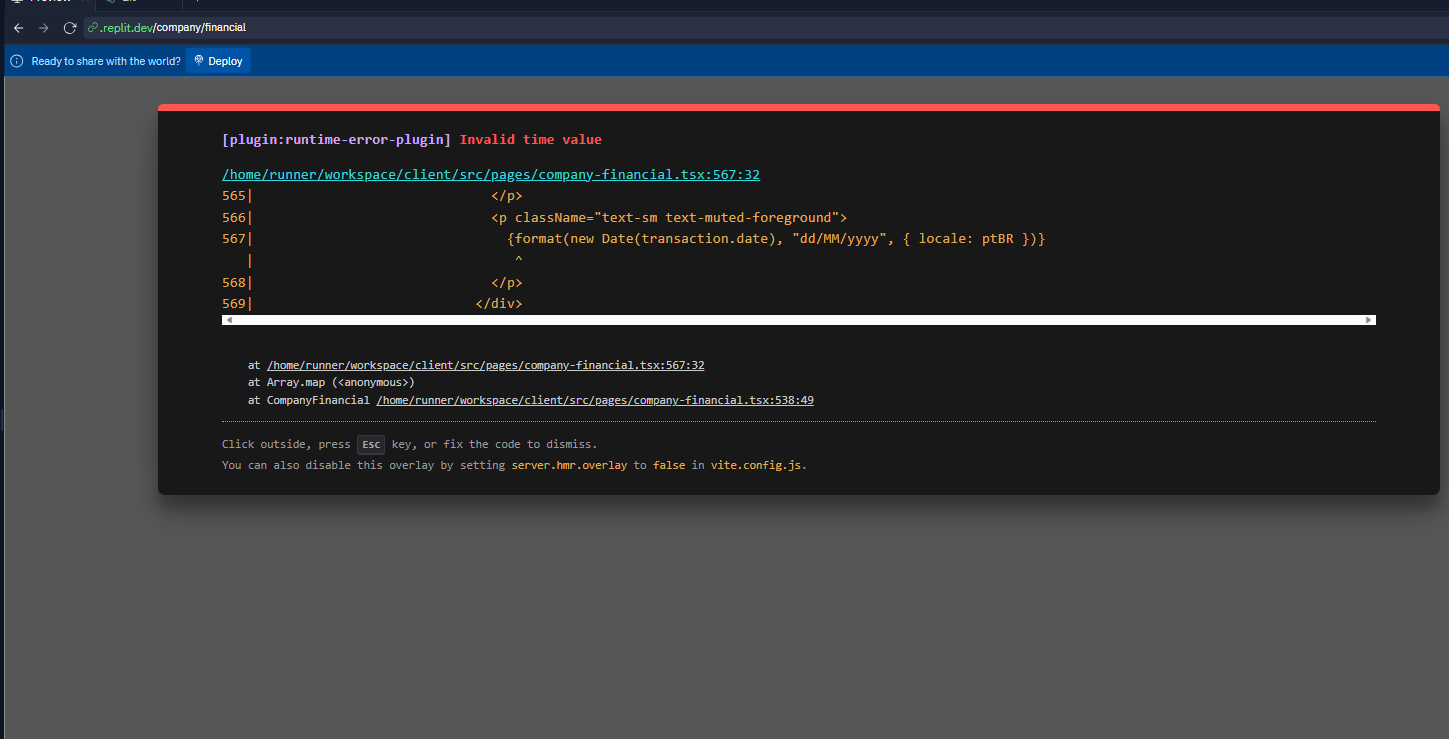 .replit.dev/company/financial
Ready to share with the world? Deploy
[plugin:runtime-error-plugin] Invalid time value
/home/runner/workspace/client/src/pages/company-financial.tsx:567:32
565| </p>
566| <p className="text-sm text-muted-foreground">
567| {format(new Date(transaction.date), "dd/MM/yyyy", { locale: ptBR })}
| ^
568| </p>
569| </div>
at /home/runner/workspace/client/src/pages/company-financial.tsx:567:32
at Array.map (<anonymous>)
at CompanyFinancial /home/runner/workspace/client/src/pages/company-financial.tsx:538:49
Click outside, press Esc key, or fix the code to dismiss.
You can also disable this overlay by setting server.hmr.overlay to false in vite.config.js.